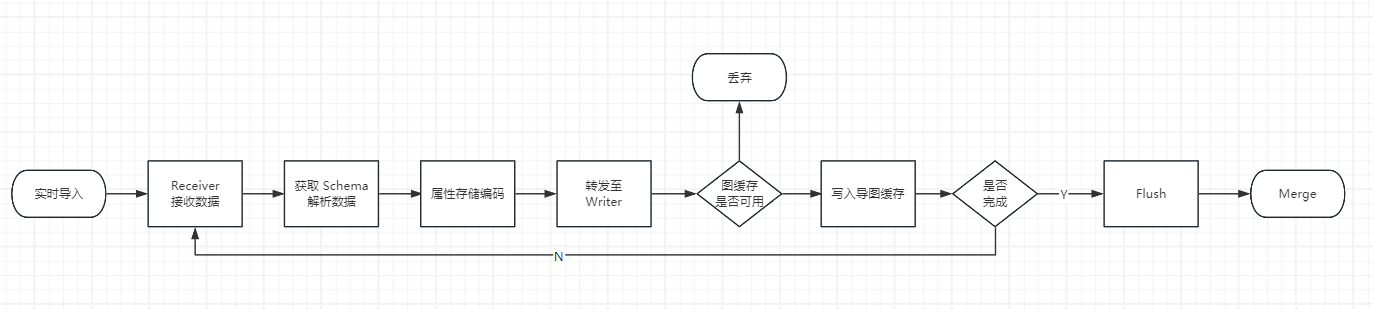 丢弃
实时导入
Receiver
接收数据
获取 Schema
解析数据
属性存储编码
转发至
Writer
图缓存
是否可用
写入导图缓存
是否
完成
Y
Flush
Merge
N